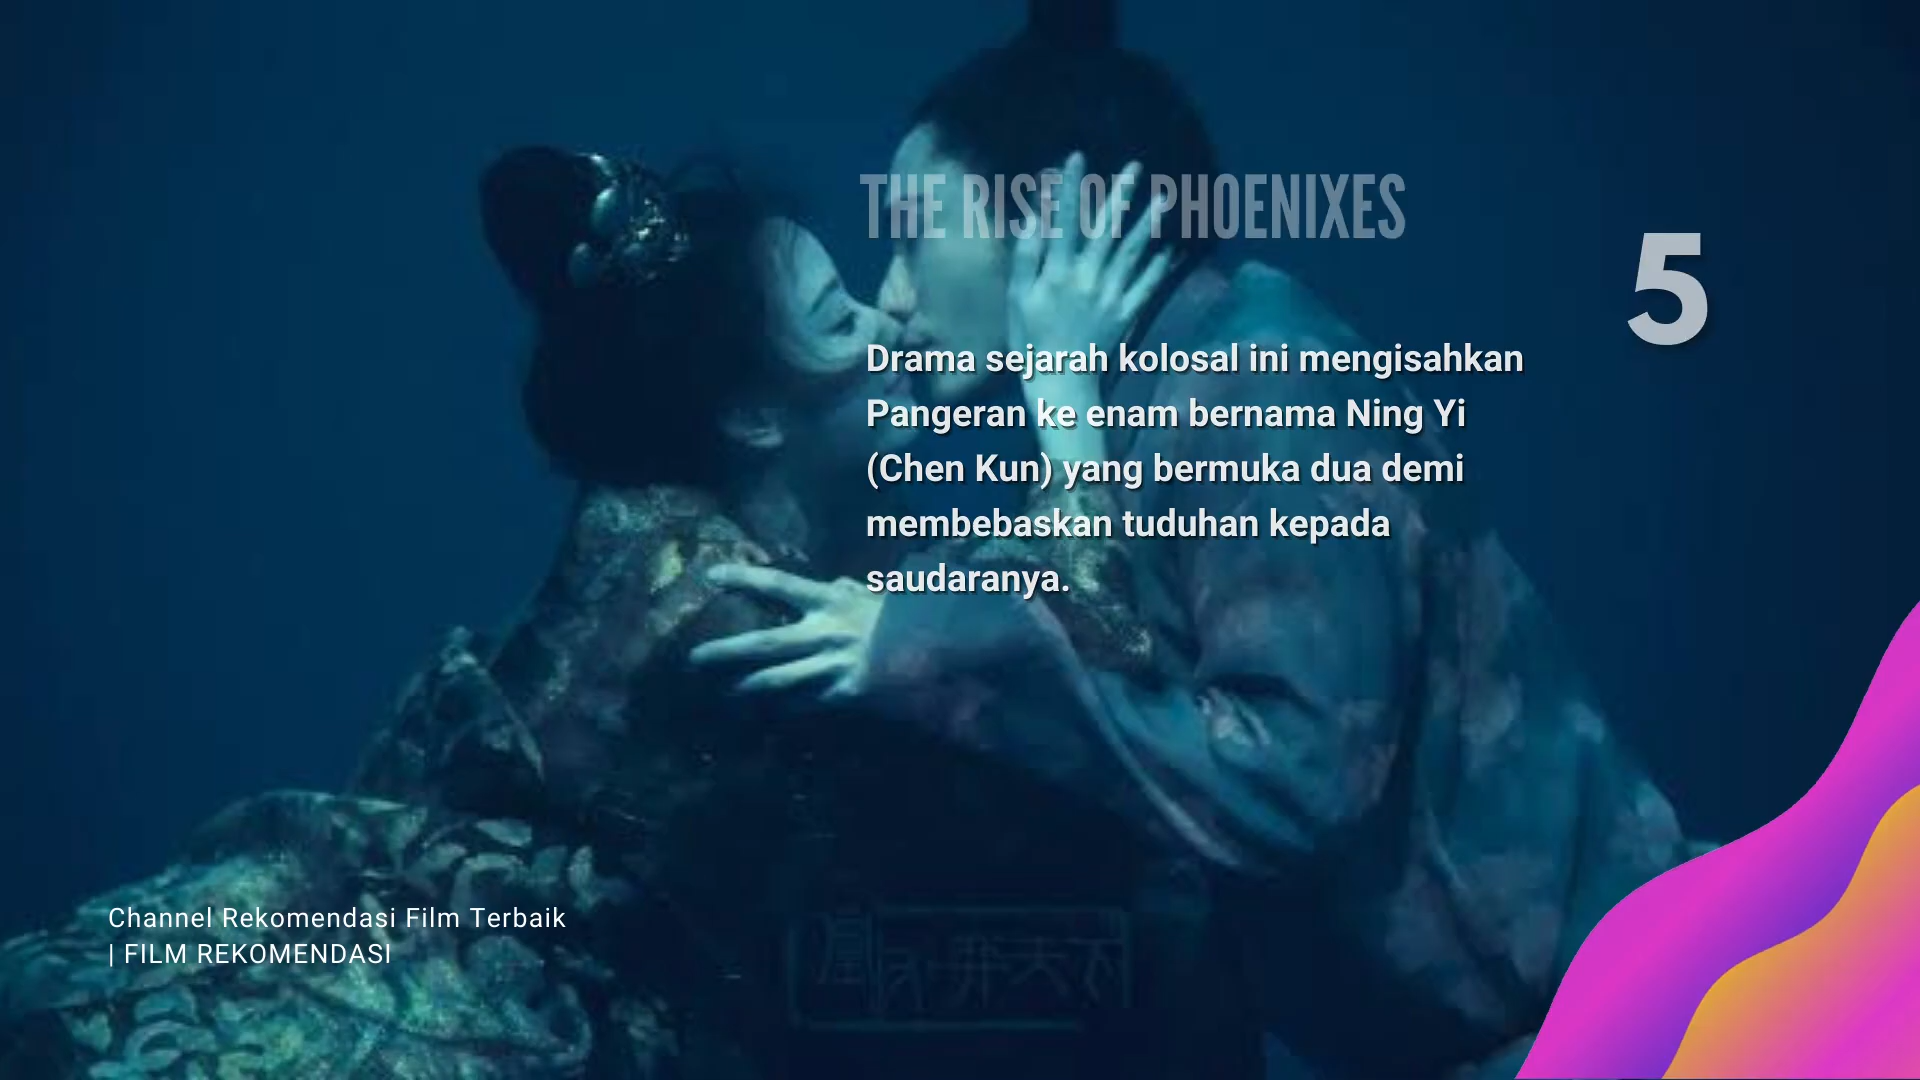 THE RISE OF PHOENIXES
5
Drama sejarah kolosal ini mengisahkan
Pangeran ke enam bernama Ning Yi
(Chen Kun) yang bermuka dua demi
membebaskan tuduhan kepada
saudaranya.
Channel Rekomendasi Film Terbaik
| FILM REKOMENDASI